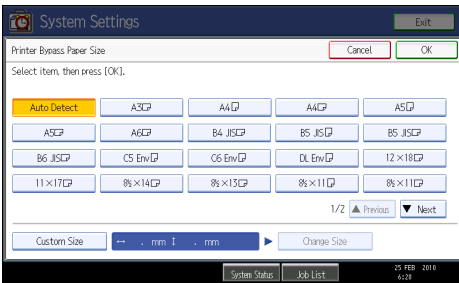 System Settings
Exit
Printer Bypass Paper Size
Cancel
OK
Select item, then press [OK].
Auto Detect
A3
A4
A4
A5
A5
A6
B4 JIS
B5 JIS
B5 JIS
B6 JIS
C5 Env
C6 Env
DL Env
12×18
11×17
8½×14
8½×13
8½×11
8½×11
1/2
▲ Previous
▼ Next
Custom Size
↔ . mm ↕ . mm
Change Size
System Status
Job List
25 FEB 2010
6:28